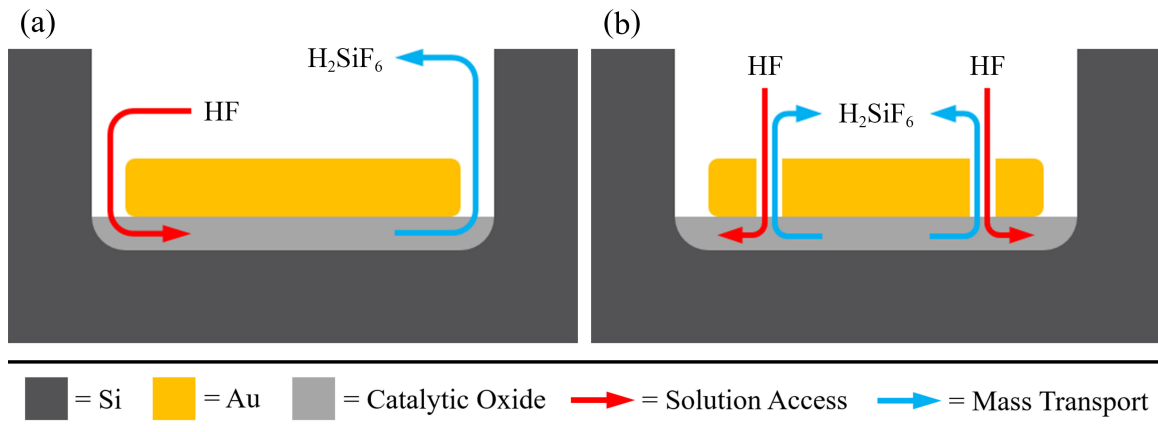 (a)
H₂SiF₆
HF
(b)
HF HF
H₂SiF₆
= Si = Au = Catalytic Oxide = Solution Access = Mass Transport